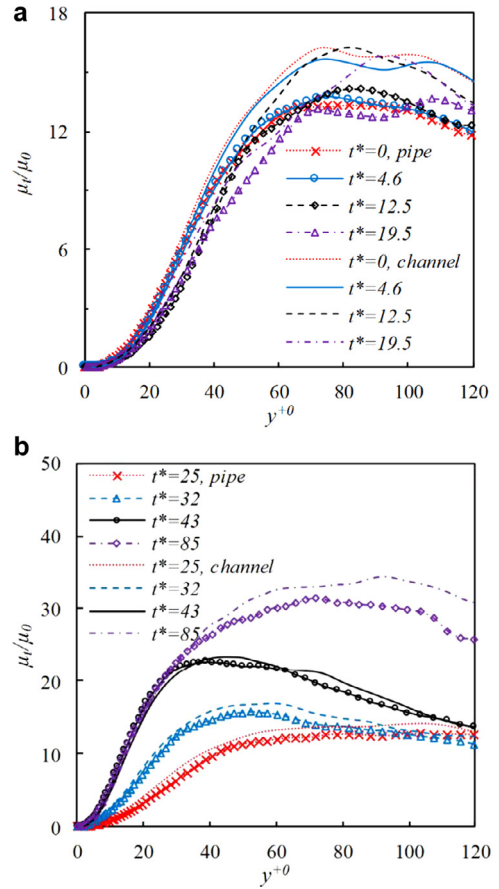 a
18
12
6
0
μt/μ0
t*=0, pipe
t*=4.6
t*=12.5
t*=19.5
t*=0, channel
t*=4.6
t*=12.5
t*=19.5
0 20 40 60 80 100 120
y+0
b
50
40
30
20
10
0
μt/μ0
t*=25, pipe
t*=32
t*=43
t*=85
t*=25, channel
t*=32
t*=43
t*=85
0 20 40 60 80 100 120
y+0